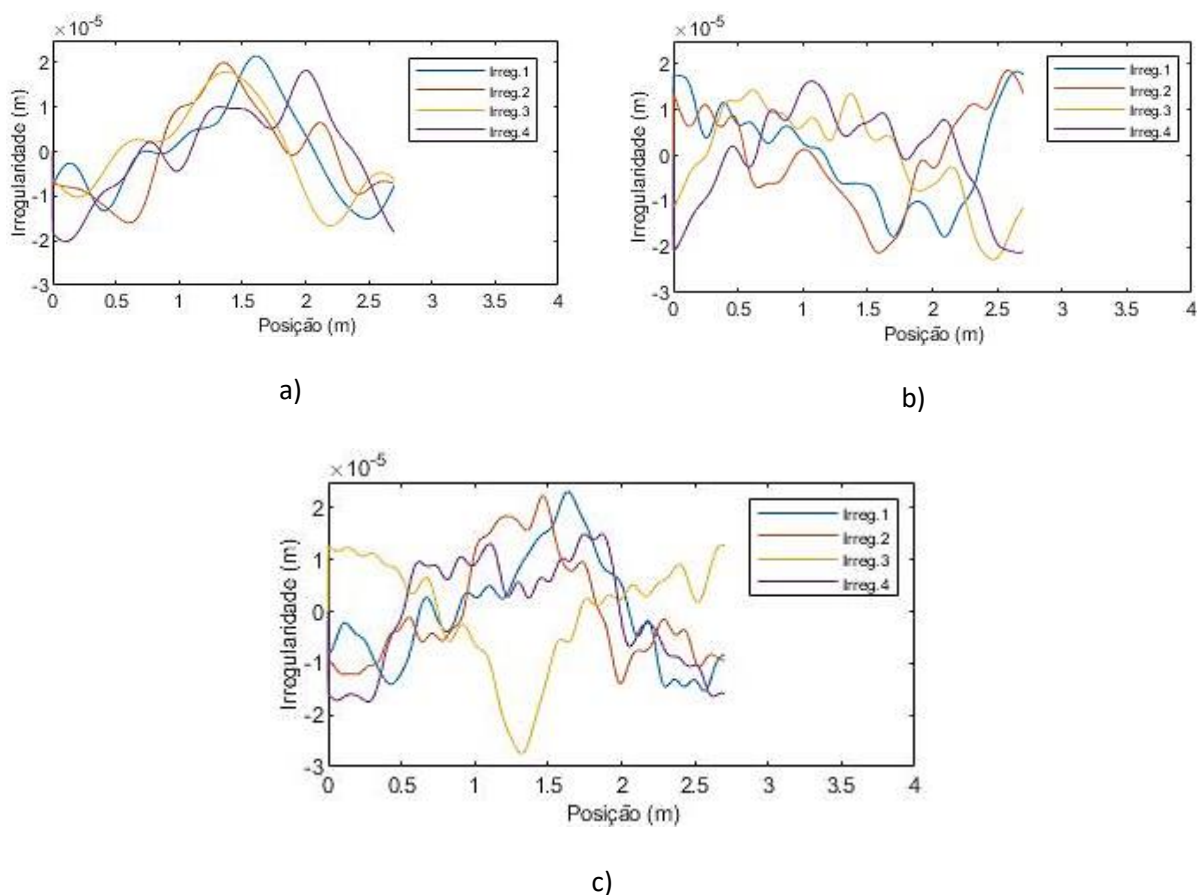 ×10⁻⁵
2
1
0
-1
-2
-3
Irregularidade (m)
0 0.5 1 1.5 2 2.5 3 3.5 4
Posição (m)
Irreg.1
Irreg.2
Irreg.3
Irreg.4
a)
×10⁻⁵
2
1
0
-1
-2
-3
Irregularidade (m)
0 0.5 1 1.5 2 2.5 3 3.5 4
Posição (m)
Irreg.1
Irreg.2
Irreg.3
Irreg.4
b)
×10⁻⁵
2
1
0
-1
-2
-3
Irregularidade (m)
0 0.5 1 1.5 2 2.5 3 3.5 4
Posição (m)
Irreg.1
Irreg.2
Irreg.3
Irreg.4
c)